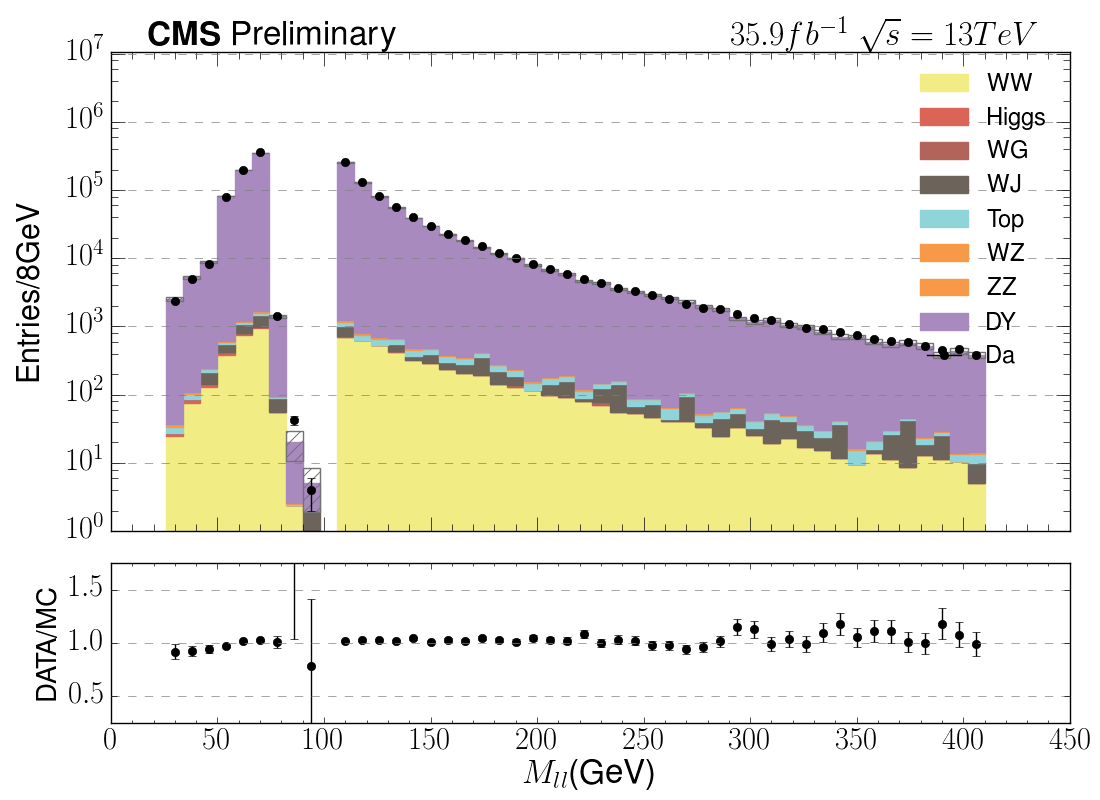 CMS Preliminary 35.9fb⁻¹ √s = 13TeV
Entries/8GeV
10⁷
10⁶
10⁵
10⁴
10³
10²
10¹
10⁰
WW
Higgs
WG
WJ
Top
WZ
ZZ
DY
Da
DATA/MC
1.5
1.0
0.5
0 50 100 150 200 250 300 350 400 450
M_{ll}(GeV)